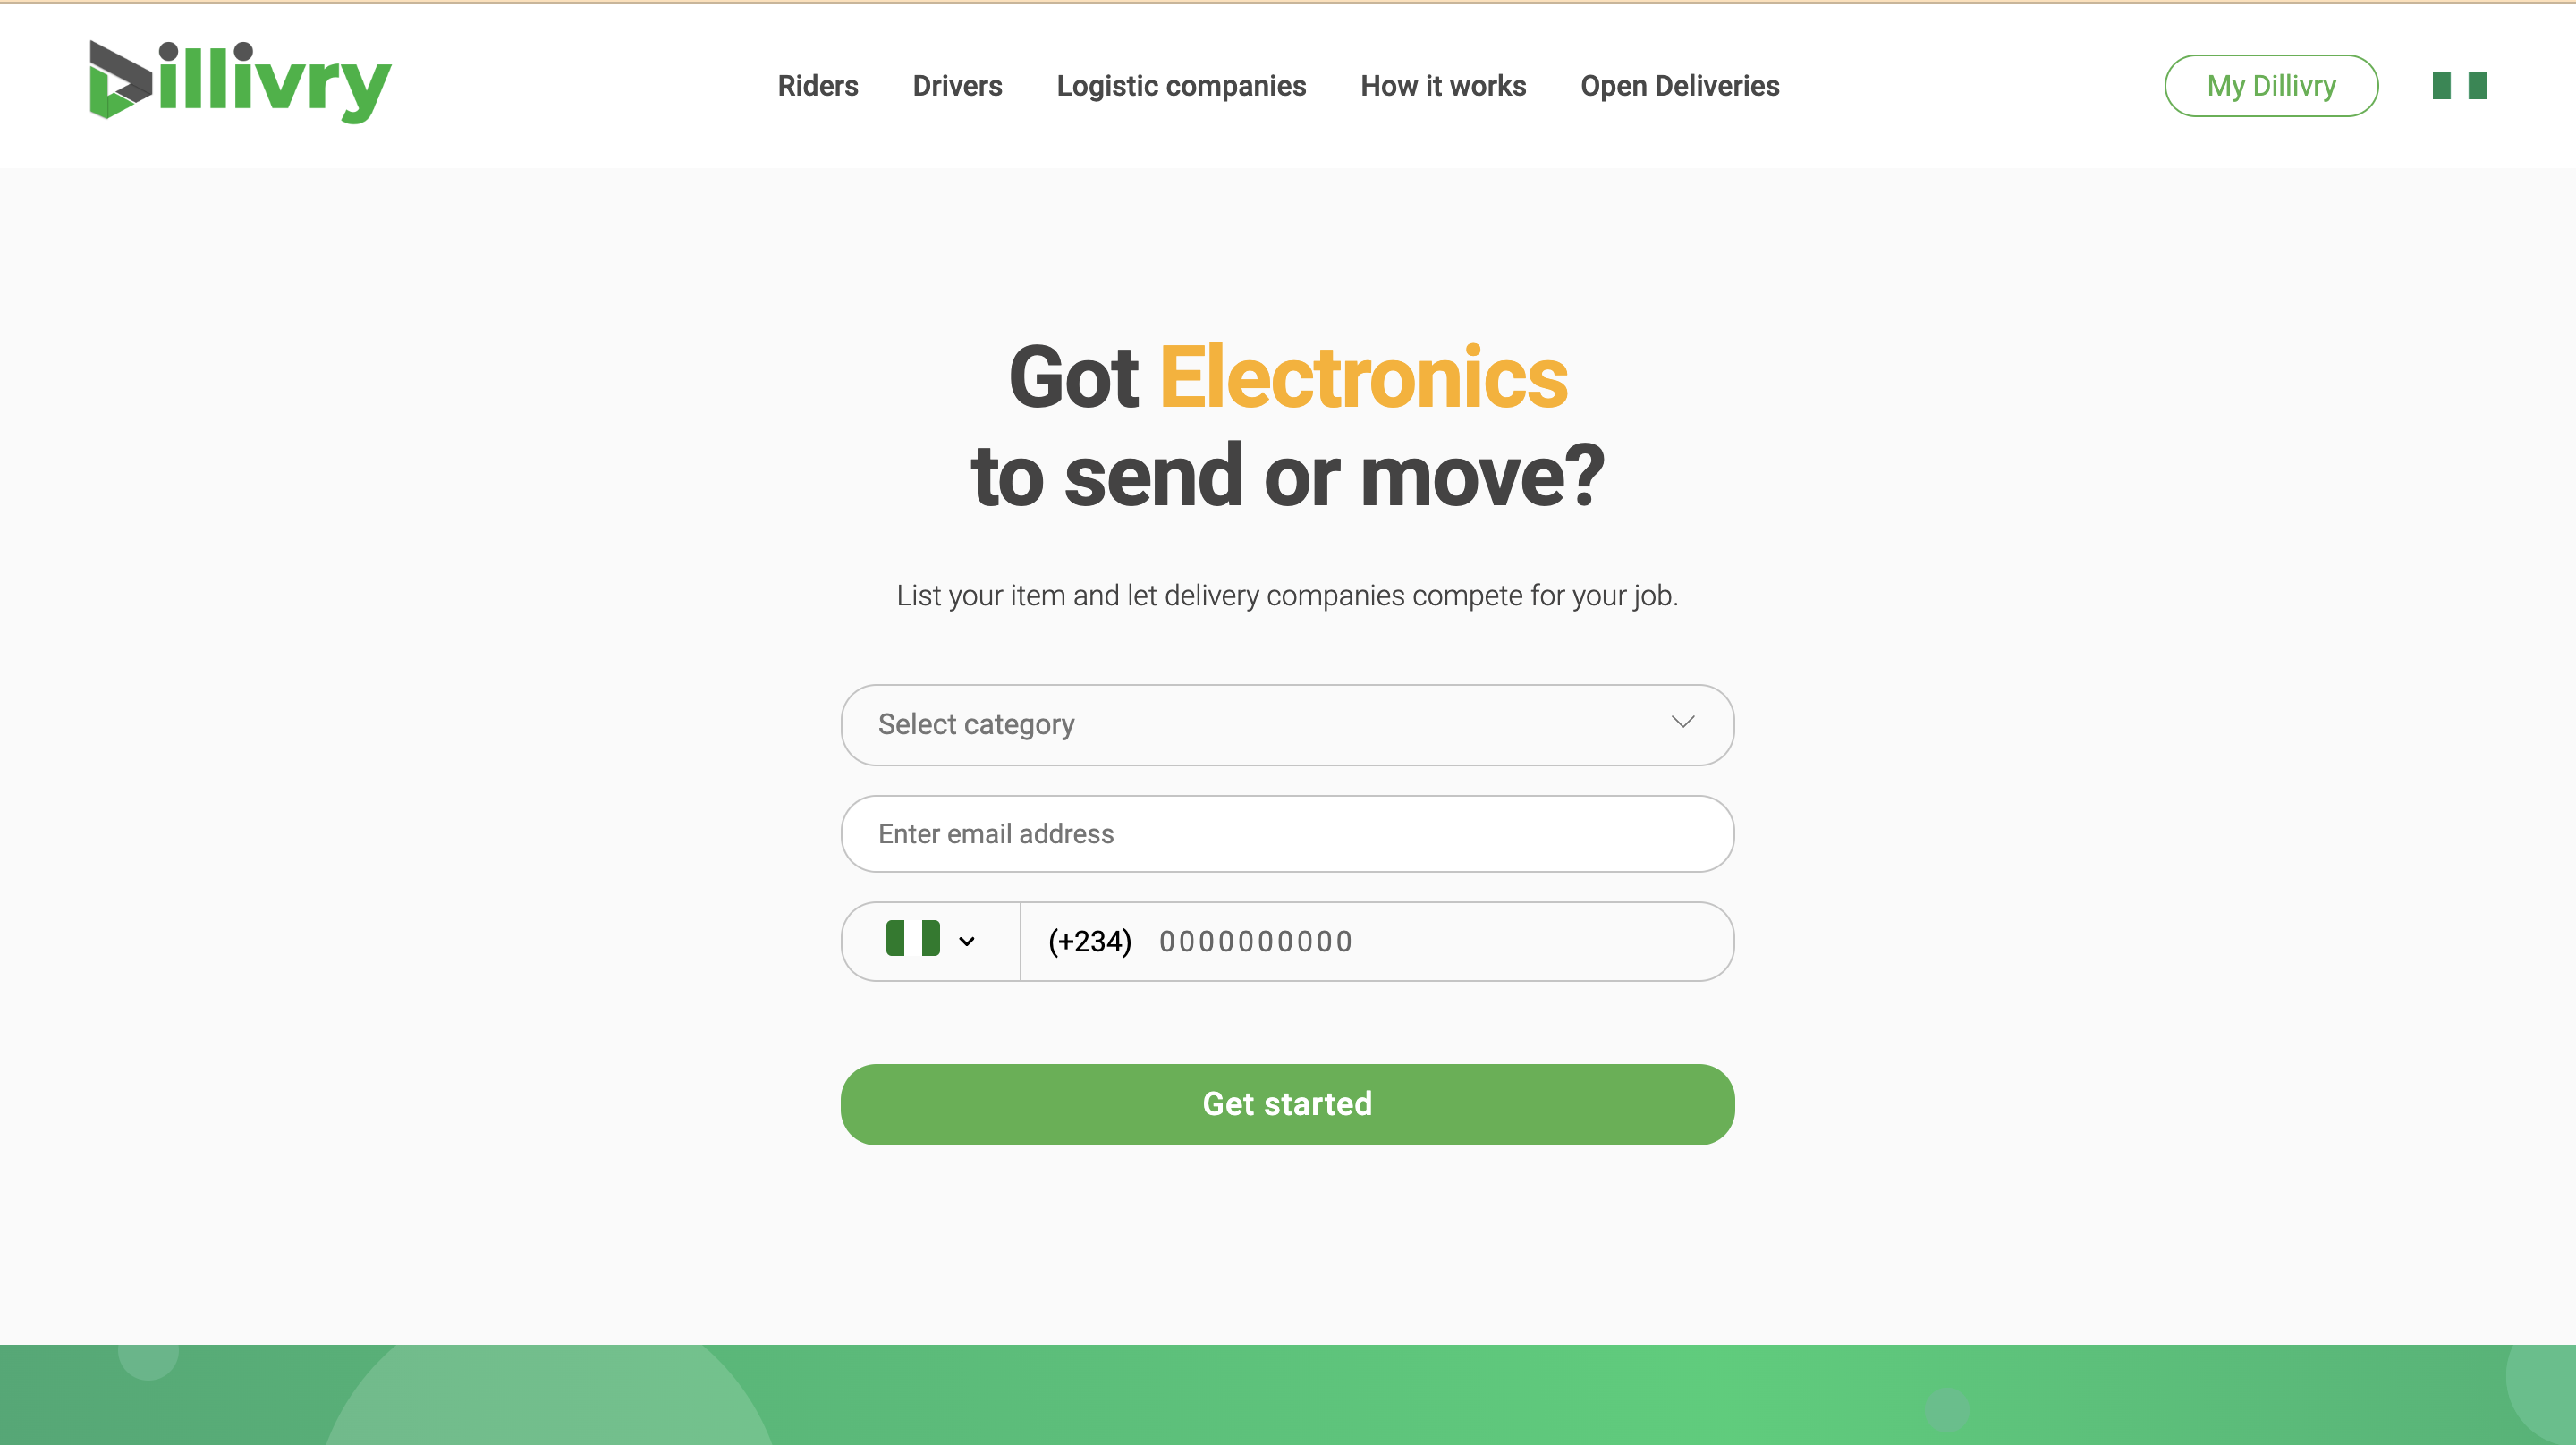 Dillivry
Riders Drivers Logistic companies How it works Open Deliveries
My Dillivry
Got Electronics
to send or move?
List your item and let delivery companies compete for your job.
Select category
Enter email address
(+234) 0000000000
Get started